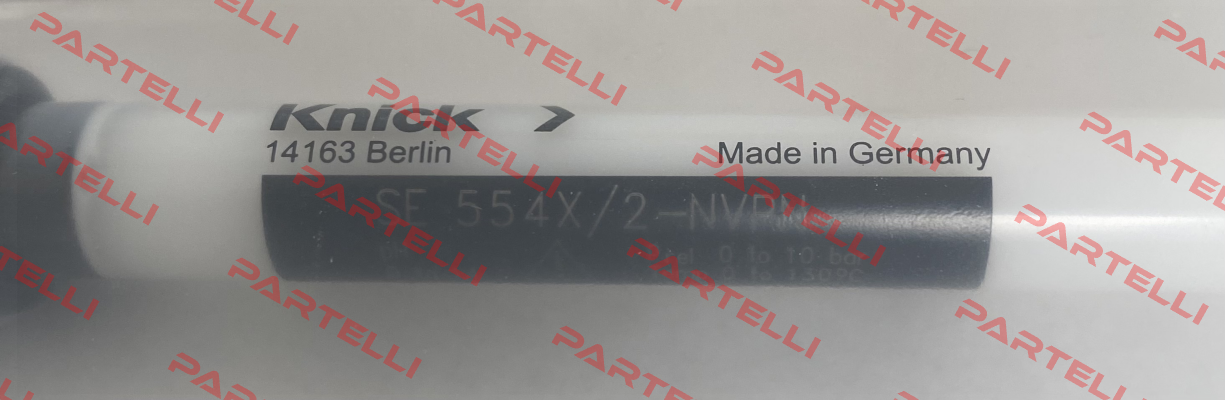 Knick >
14163 Berlin Made in Germany
SE 554X/2-NVPN
0 to 10 bar
0 to 130°C
PARTELLI